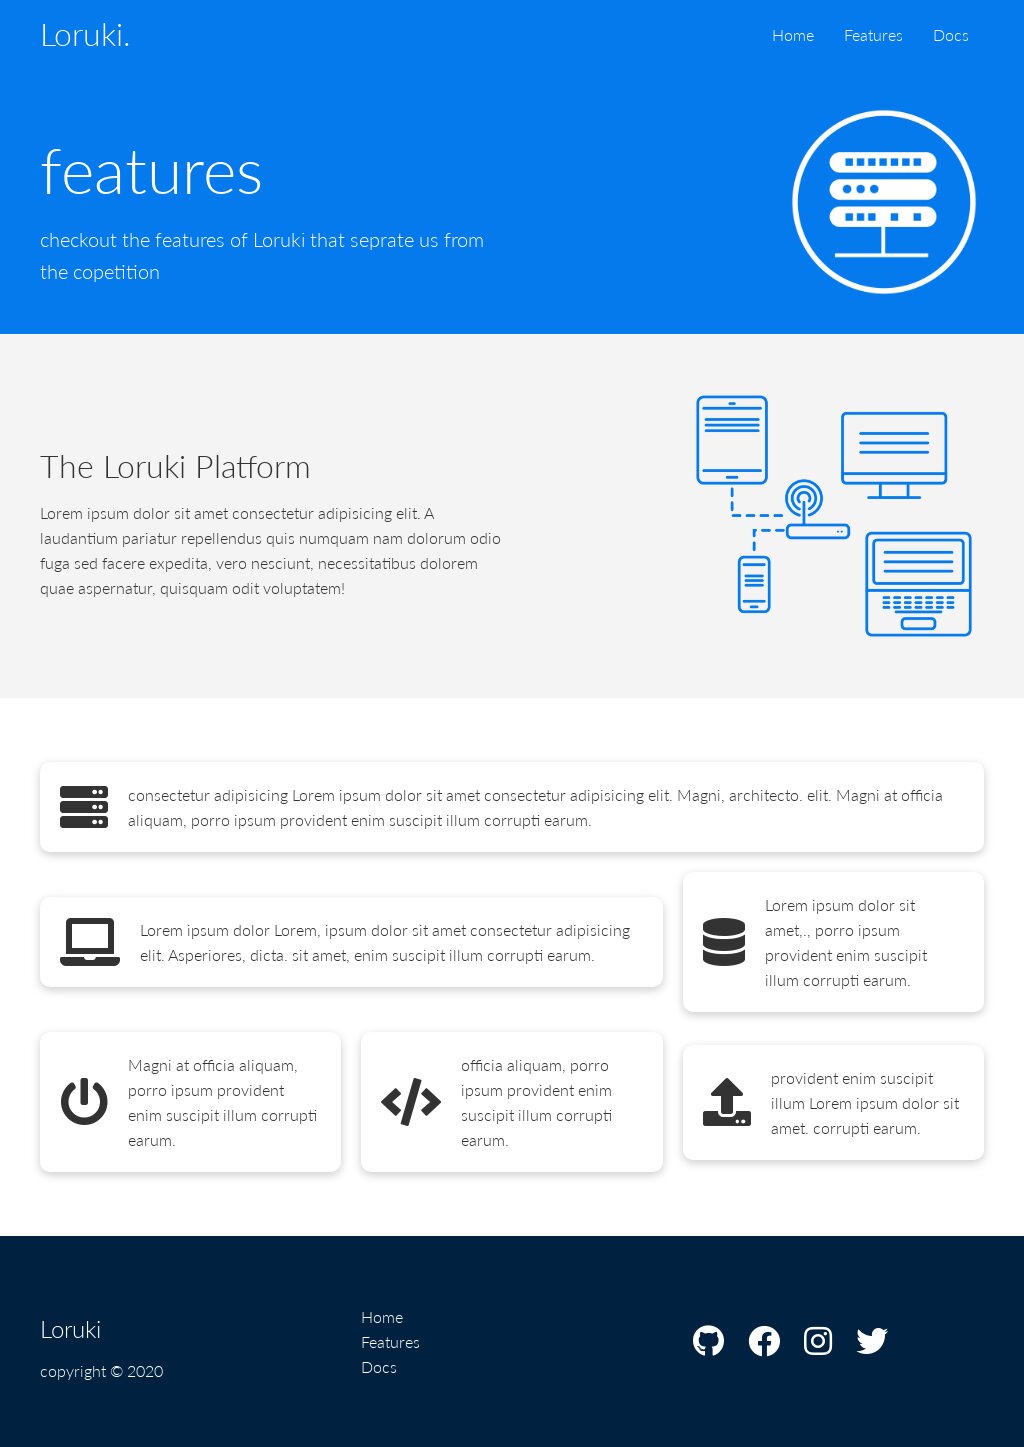 Loruki.
Home Features Docs
features
checkout the features of Loruki that seprate us from
the copetition
The Loruki Platform
Lorem ipsum dolor sit amet consectetur adipisicing elit. A
laudantium pariatur repellendus quis numquam nam dolorum odio
fuga sed facere expedita, vero nesciunt, necessitatibus dolorem
quae aspernatur, quisquam odit voluptatem!
consectetur adipisicing Lorem ipsum dolor sit amet consectetur adipisicing elit. Magni, architecto. elit. Magni at officia
aliquam, porro ipsum provident enim suscipit illum corrupti earum.
Lorem ipsum dolor Lorem, ipsum dolor sit amet consectetur adipisicing
elit. Asperiores, dicta. sit amet, enim suscipit illum corrupti earum.
Lorem ipsum dolor sit
amet,., porro ipsum
provident enim suscipit
illum corrupti earum.
Magni at officia aliquam,
porro ipsum provident
enim suscipit illum corrupti
earum.
officia aliquam, porro
ipsum provident enim
suscipit illum corrupti
earum.
provident enim suscipit
illum Lorem ipsum dolor sit
amet. corrupti earum.
Loruki
copyright © 2020
Home
Features
Docs